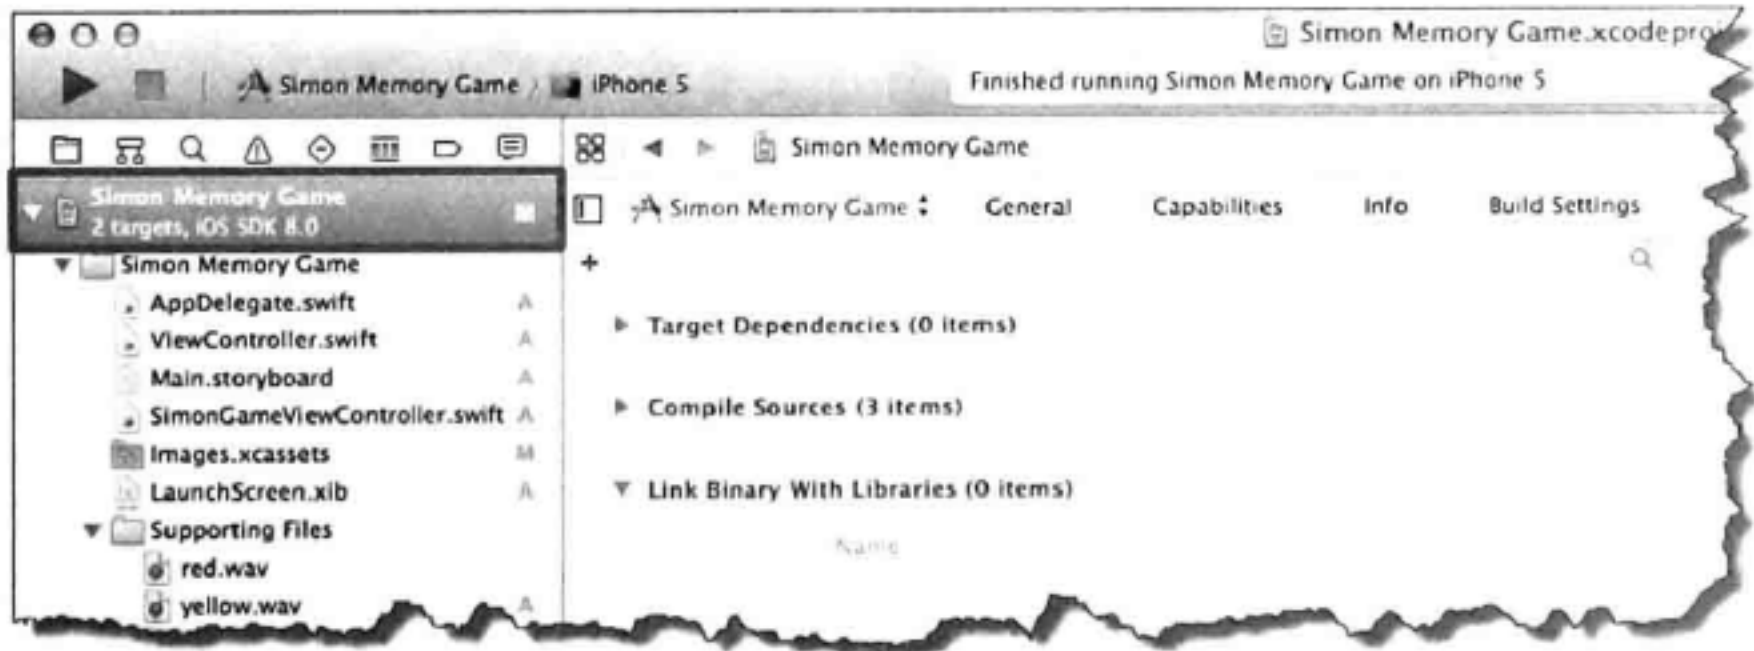 Simon Memory Game.xcodepro
Simon Memory Game iPhone 5
Finished running Simon Memory Game on iPhone 5
Simon Memory Game
Simon Memory Game
2 targets, iOS SDK 8.0
M
Simon Memory Game General Capabilities Info Build Settings
Simon Memory Game
AppDelegate.swift A
ViewController.swift A
Main.storyboard A
SimonGameViewController.swift A
Images.xcassets M
LaunchScreen.xib A
Supporting Files
red.wav
yellow.wav A
+
Target Dependencies (0 items)
Compile Sources (3 items)
Link Binary With Libraries (0 items)
Name